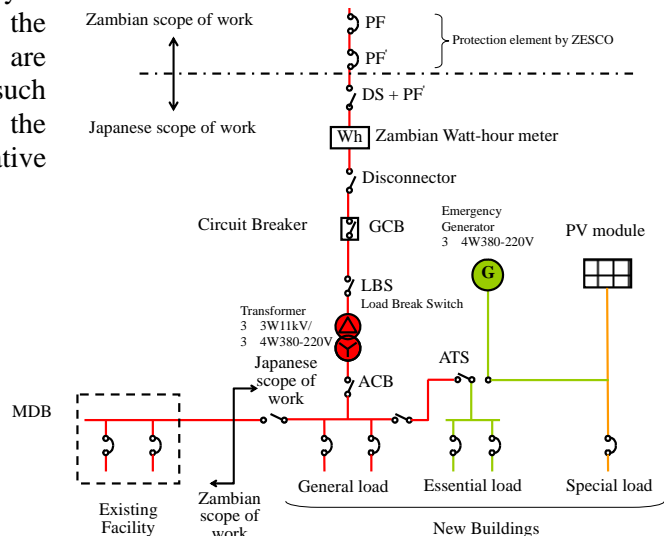 Zambian scope of work
the
are
such
Japanese scope of work
the
ative
PF
PF'
Protection element by ZESCO
DS + PF'
Wh
Zambian Watt-hour meter
Disconnector
Circuit Breaker
GCB
Emergency
Generator
3 4W380-220V
G
PV module
LBS
Load Break Switch
Transformer
3 3W11kV/
3 4W380-220V
Japanese
scope of
work
ACB
ATS
MDB
General load
Essential load
Special load
Existing
Facility
Zambian
scope of
work
New Buildings